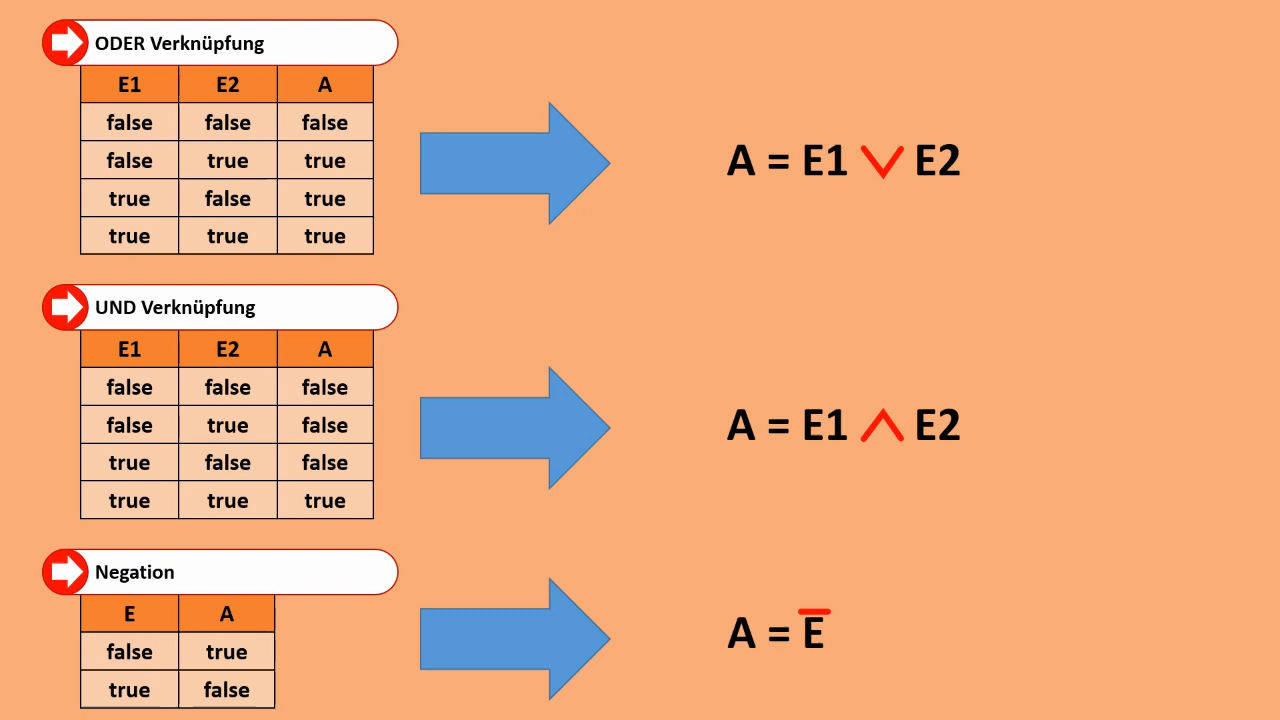 ODER Verknüpfung
E1 E2 A
false false false
false true true
true false true
true true true
A = E1 ∨ E2
UND Verknüpfung
E1 E2 A
false false false
false true false
true false false
true true true
A = E1 ∧ E2
Negation
E A
false true
true false
A = E̅